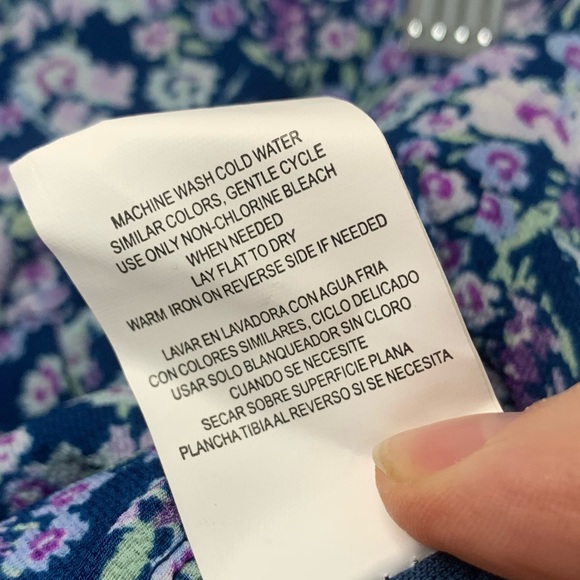 MACHINE WASH COLD WATER
SIMILAR COLORS, GENTLE CYCLE
USE ONLY NON-CHLORINE BLEACH
WHEN NEEDED
LAY FLAT TO DRY
WARM IRON ON REVERSE SIDE IF NEEDED
LAVAR EN LAVADORA CON AGUA FRIA
CON COLORES SIMILARES, CICLO DELICADO
USAR SOLO BLANQUEADOR SIN CLORO
CUANDO SE NECESITE
SECAR SOBRE SUPERFICIE PLANA
PLANCHA TIBIA AL REVERSO SI SE NECESITA